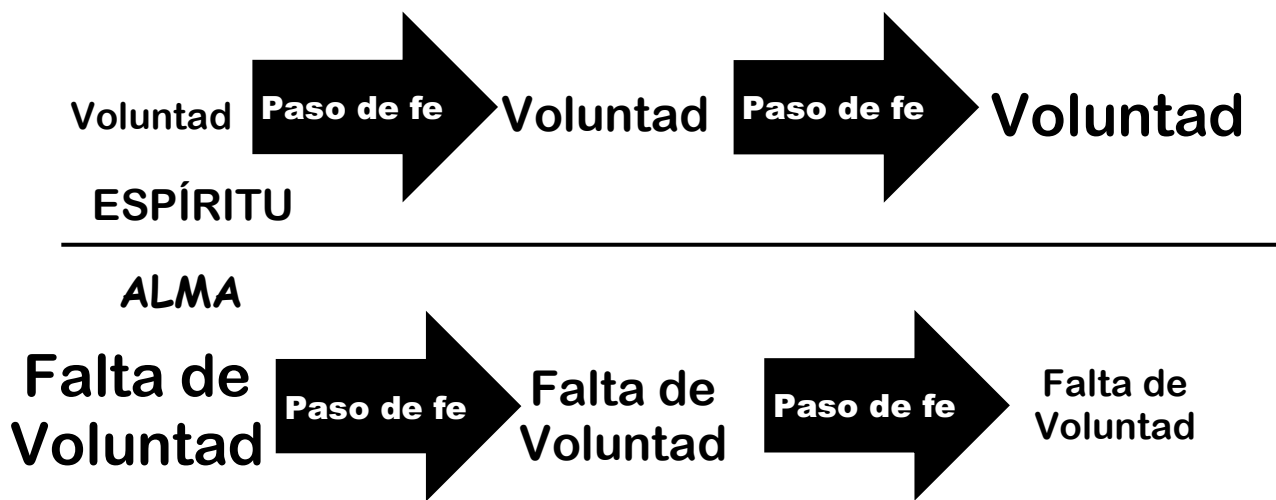 Voluntad Paso de fe Voluntad Paso de fe Voluntad
ESPÍRITU
ALMA
Falta de
Voluntad
Paso de fe
Falta de
Voluntad
Paso de fe
Falta de
Voluntad